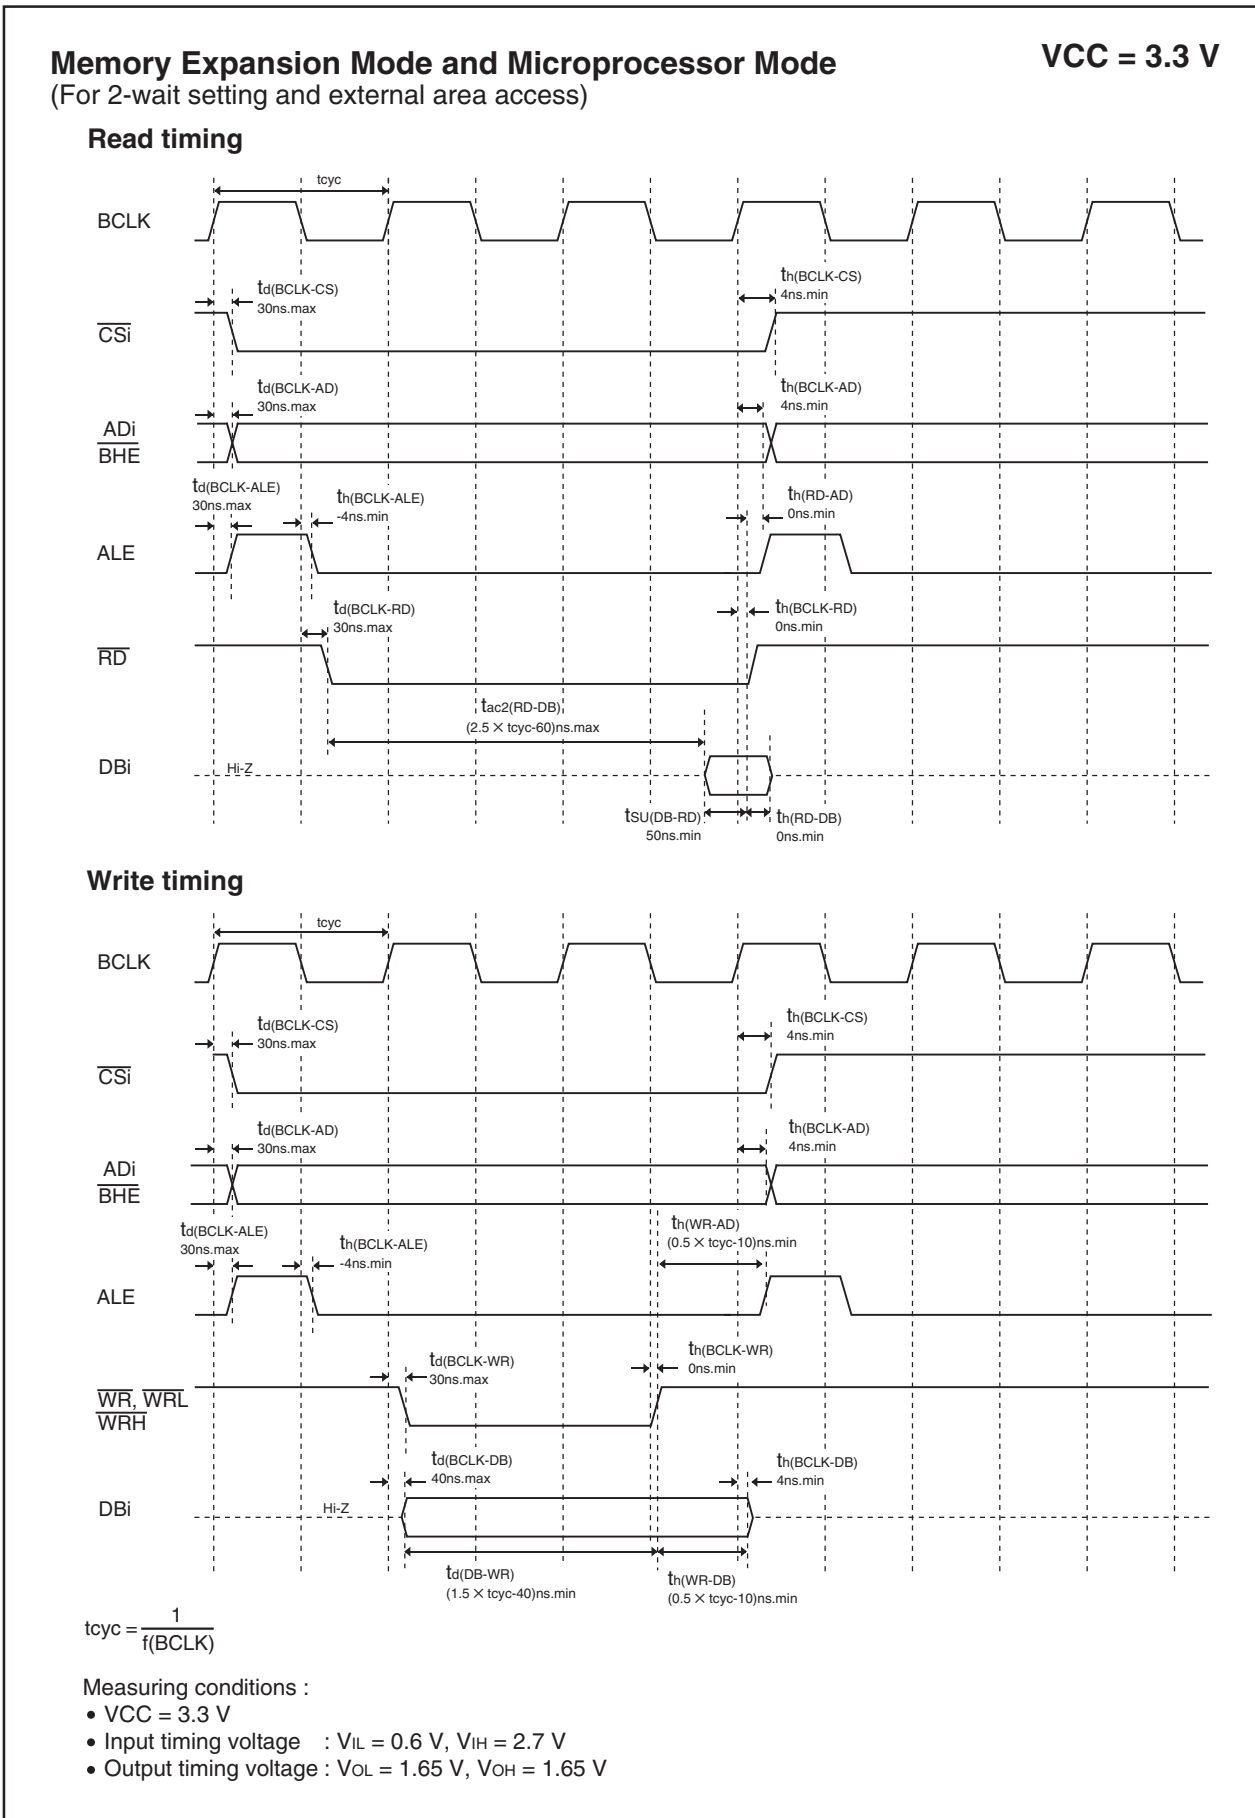 Memory Expansion Mode and Microprocessor Mode
VCC = 3.3 V
(For 2-wait setting and external area access)
Read timing
tcyc
BCLK
td(BCLK-CS)
30ns.max
th(BCLK-CS)
4ns.min
CSi
td(BCLK-AD)
30ns.max
th(BCLK-AD)
4ns.min
ADi
BHE
td(BCLK-ALE)
30ns.max
th(BCLK-ALE)
-4ns.min
th(RD-AD)
0ns.min
ALE
td(BCLK-RD)
30ns.max
th(BCLK-RD)
0ns.min
RD
tac2(RD-DB)
(2.5 × tcyc-60)ns.max
DBi
Hi-Z
tSU(DB-RD)
50ns.min
th(RD-DB)
0ns.min
Write timing
tcyc
BCLK
td(BCLK-CS)
30ns.max
th(BCLK-CS)
4ns.min
CSi
td(BCLK-AD)
30ns.max
th(BCLK-AD)
4ns.min
ADi
BHE
td(BCLK-ALE)
30ns.max
th(BCLK-ALE)
-4ns.min
th(WR-AD)
(0.5 × tcyc-10)ns.min
ALE
td(BCLK-WR)
30ns.max
th(BCLK-WR)
0ns.min
WR, WRL
WRH
td(BCLK-DB)
40ns.max
th(BCLK-DB)
4ns.min
DBi
Hi-Z
td(DB-WR)
(1.5 × tcyc-40)ns.min
th(WR-DB)
(0.5 × tcyc-10)ns.min
tcyc = 1
f(BCLK)
Measuring conditions :
• VCC = 3.3 V
• Input timing voltage : VIL = 0.6 V, VIH = 2.7 V
• Output timing voltage : VOL = 1.65 V, VOH = 1.65 V